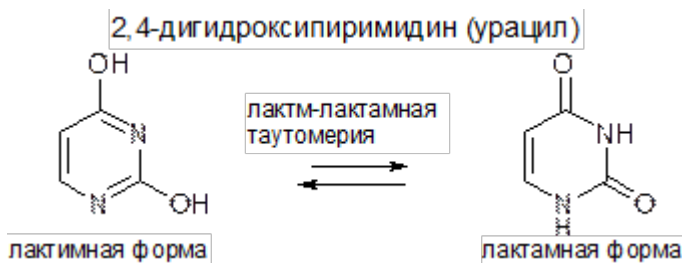 2,4-дигидроксипиримидин (урацил)
OH
N
N
OH
лактм-лактамная
таутомерия
O
NH
O
N
H
лактимная форма
лактамная форма